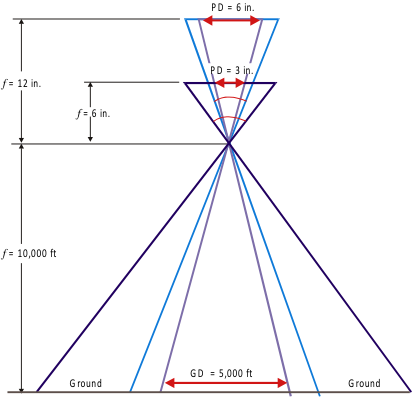 PD = 6 in.
PD = 3 in.
f = 12 in.
f = 6 in.
f = 10,000 ft
GD = 5,000 ft
Ground
Ground